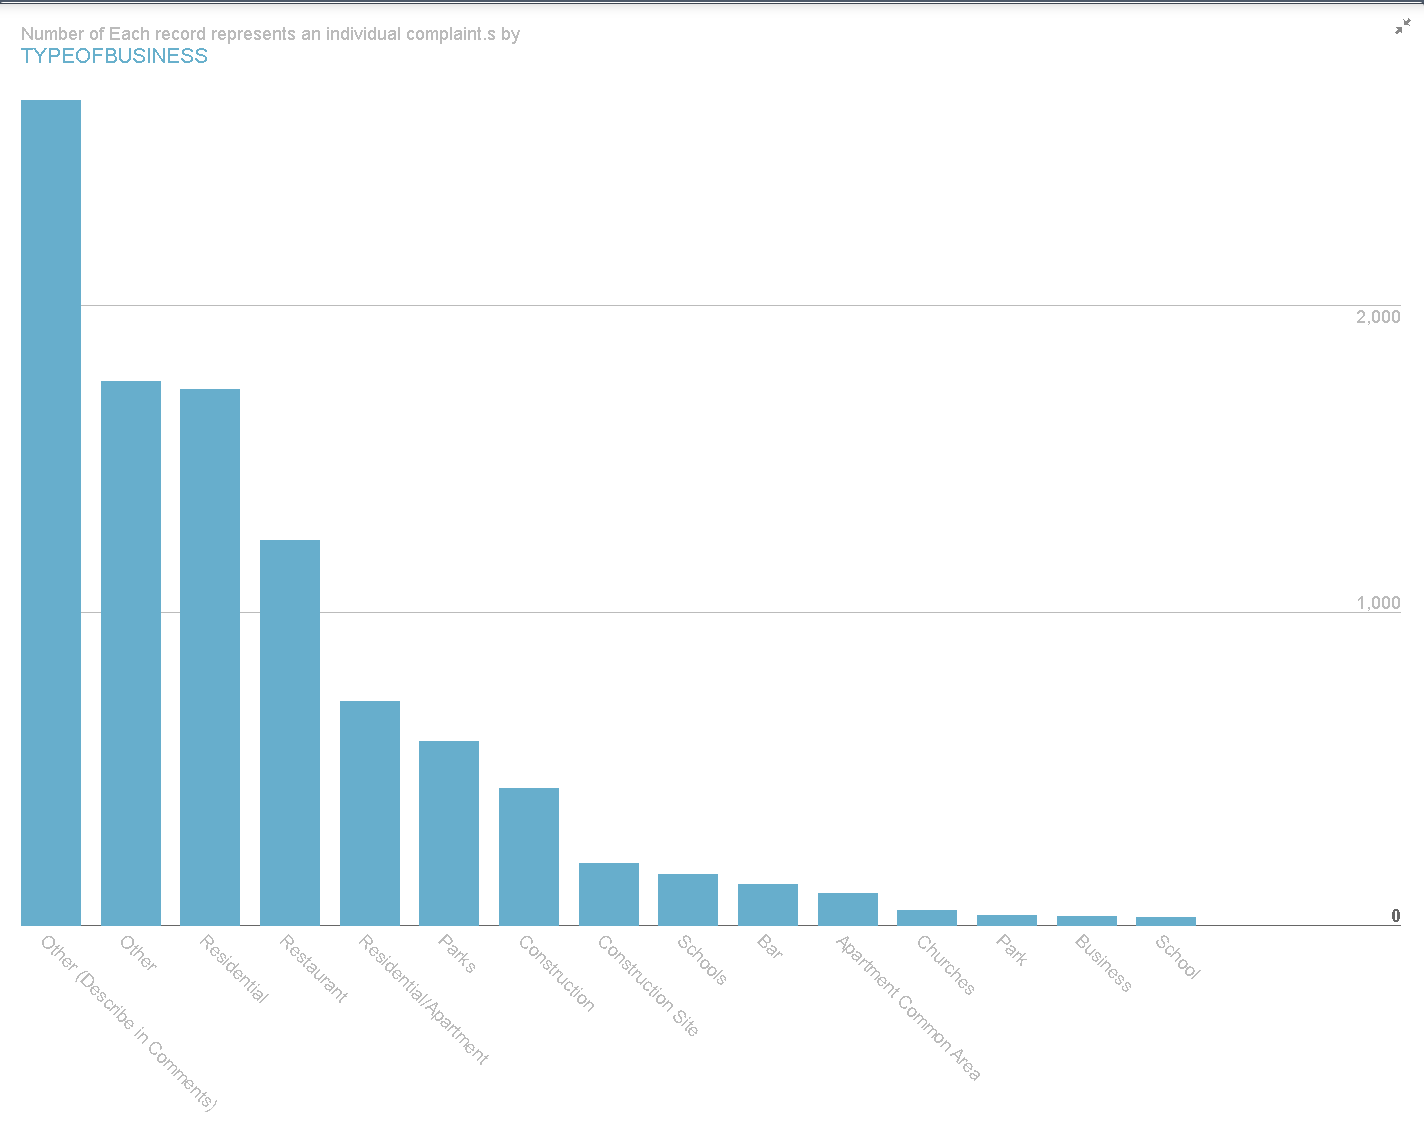 Number of Each record represents an individual complaint.s by
TYPEOFBUSINESS
2,000
1,000
0
Other (Describe in Comments)
Other
Residential
Restaurant
Residential/Apartment
Parks
Construction
Construction Site
Schools
Bar
Apartment Common Area
Churches
Park
Business
School